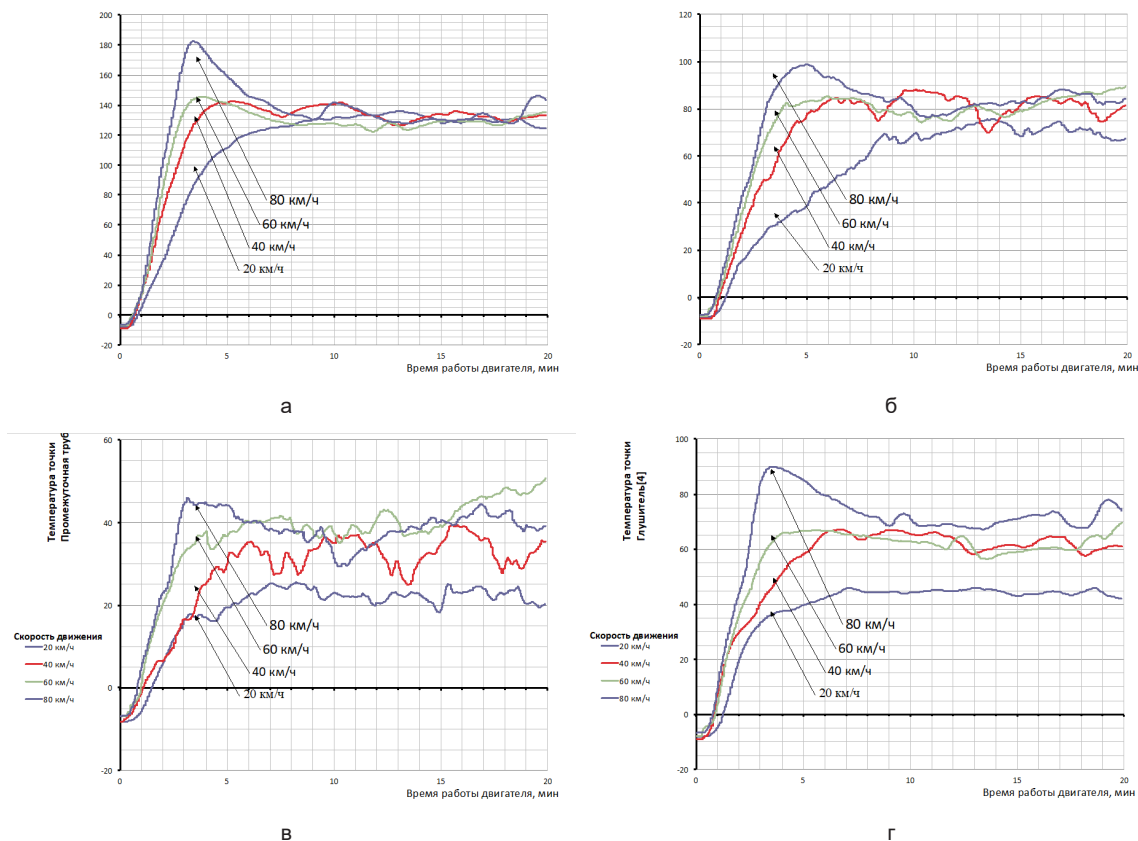 200
180
160
140
120
100
80
60
40
20
0
-20
0
5
10
15
20
80 км/ч
60 км/ч
40 км/ч
20 км/ч
Время работы двигателя, мин
а
120
100
80
60
40
20
0
-20
0
5
10
15
20
80 км/ч
60 км/ч
40 км/ч
20 км/ч
Время работы двигателя, мин
б
Температура точки
Промежуточная труб
60
40
20
0
-20
0
5
10
15
20
80 км/ч
60 км/ч
40 км/ч
20 км/ч
Скорость движения
20 км/ч
40 км/ч
60 км/ч
80 км/ч
Время работы двигателя, мин
в
Температура точки
Глушитель[4]
100
80
60
40
20
0
-20
0
5
10
15
20
80 км/ч
60 км/ч
40 км/ч
20 км/ч
Скорость движения
20 км/ч
40 км/ч
60 км/ч
80 км/ч
Время работы двигателя, мин
г